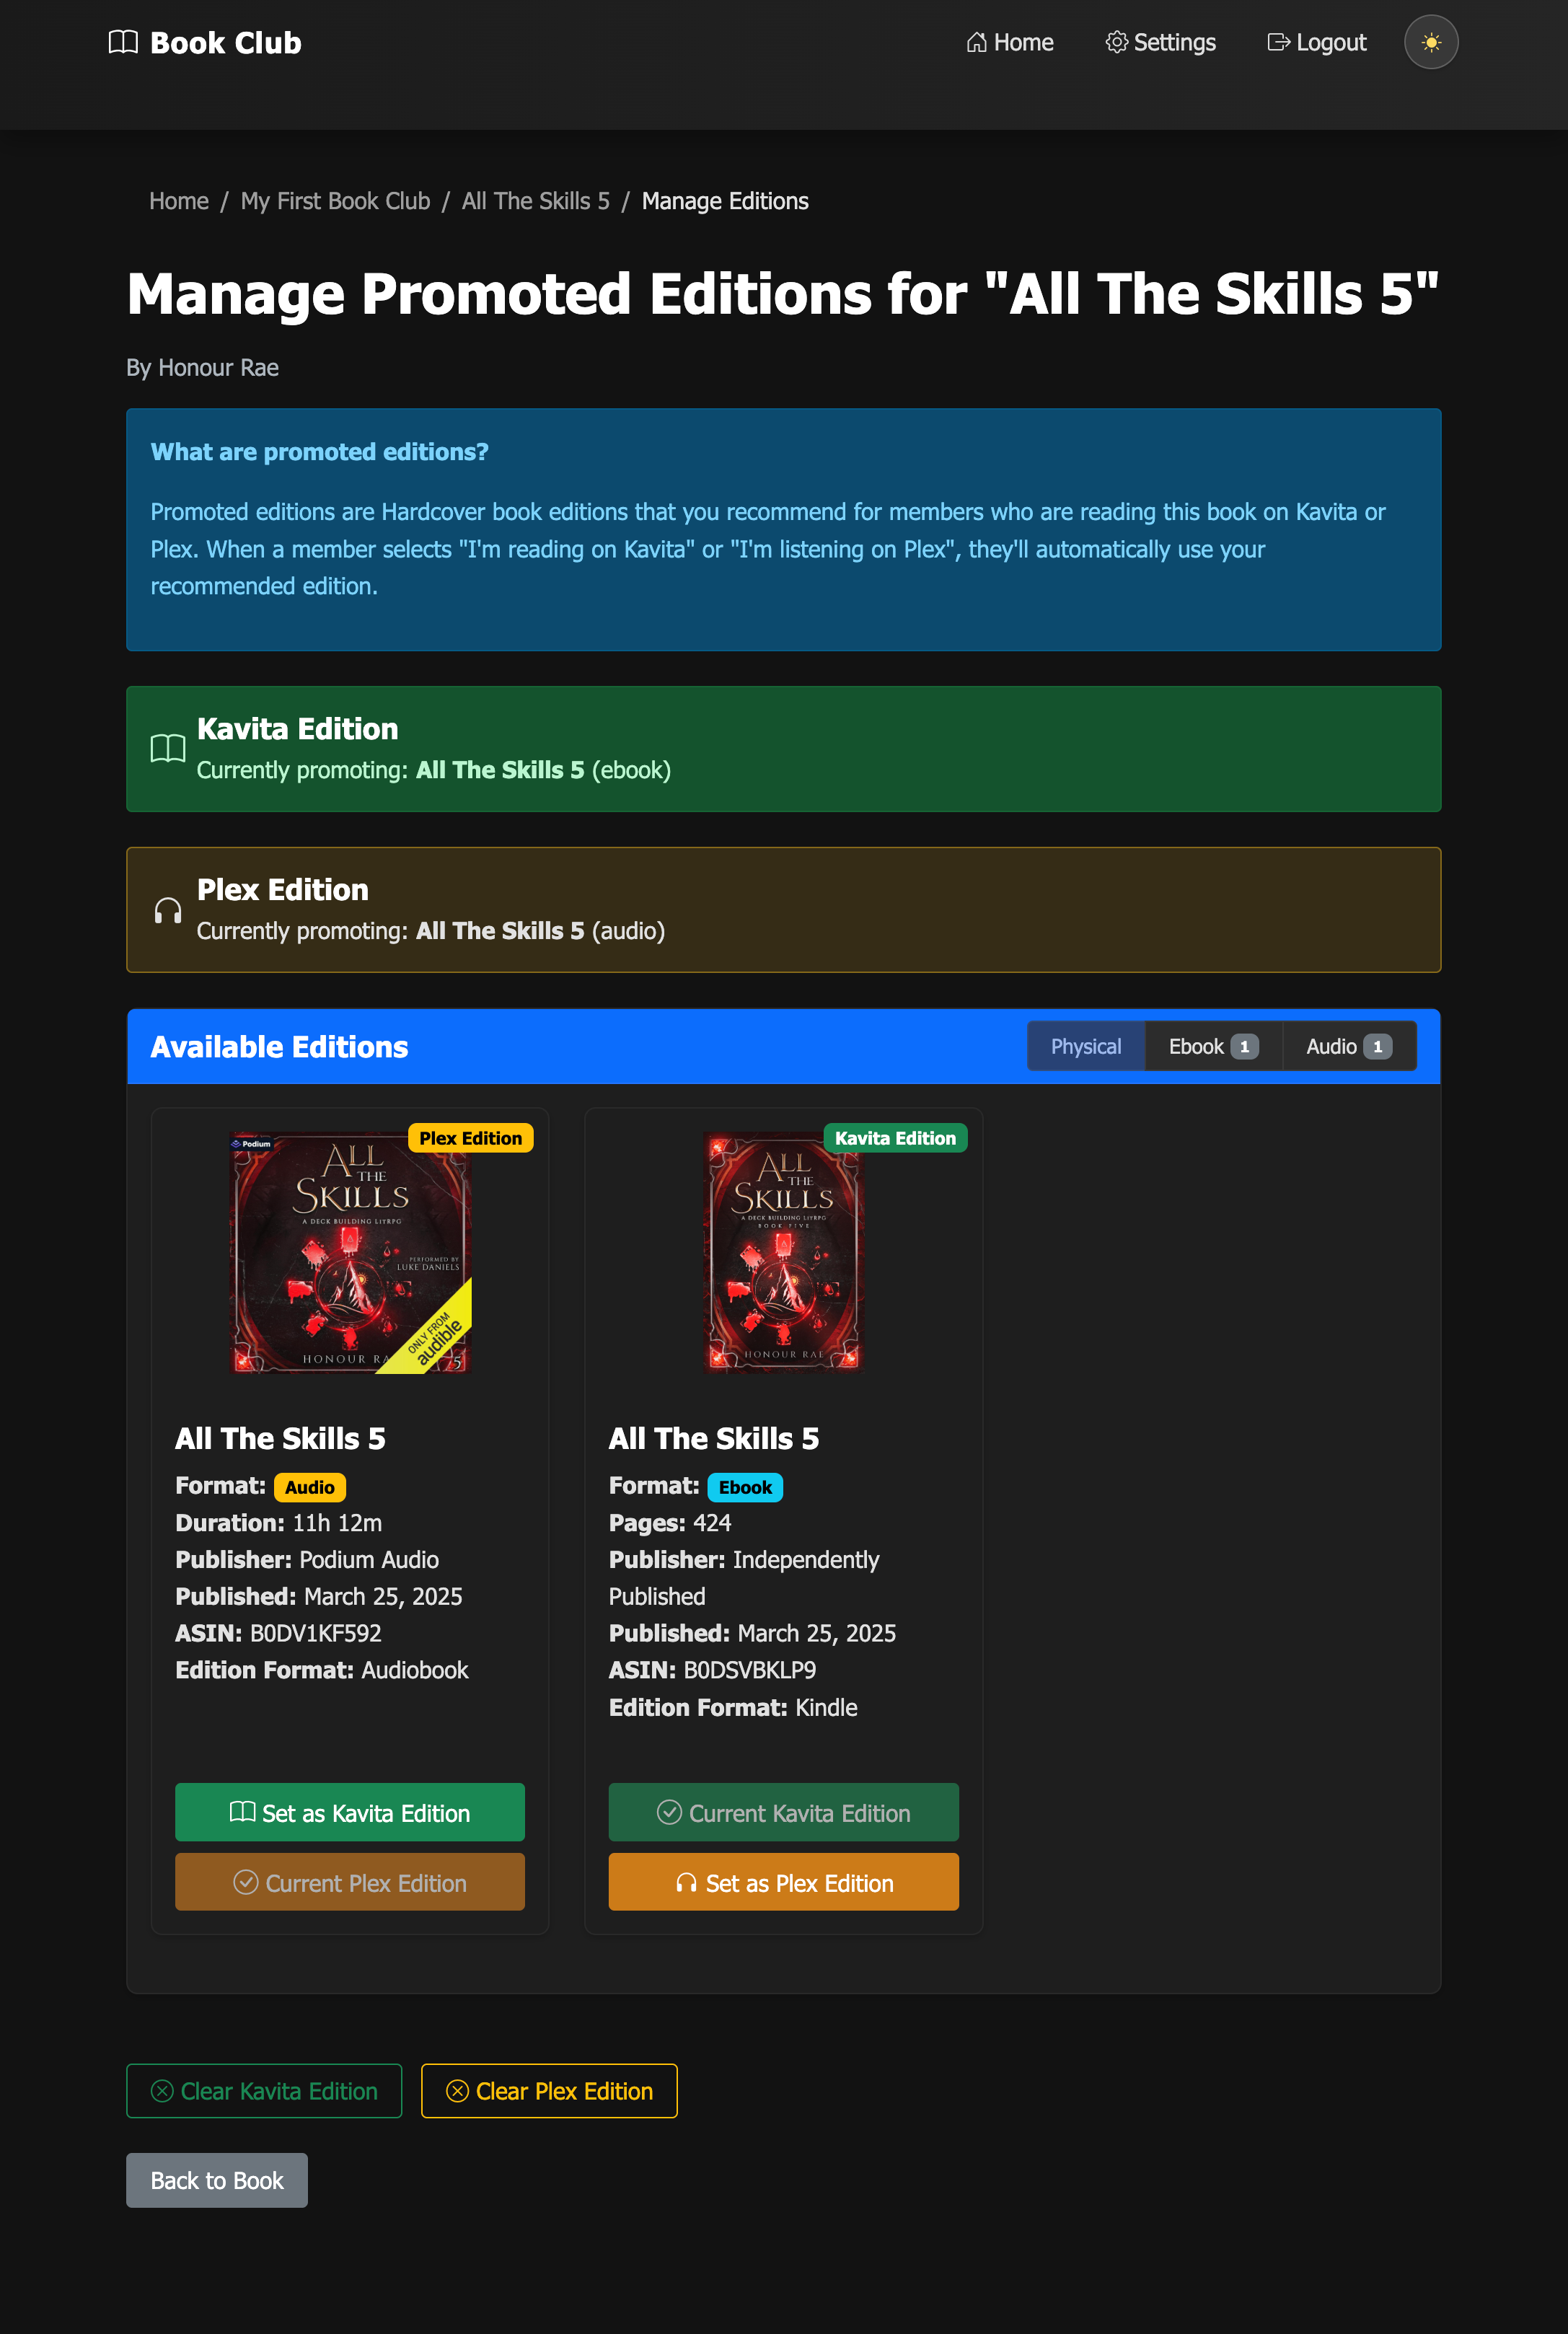 Book Club
Home
Settings
Logout
Home / My First Book Club / All The Skills 5 / Manage Editions
Manage Promoted Editions for "All The Skills 5"
By Honour Rae
What are promoted editions?
Promoted editions are Hardcover book editions that you recommend for members who are reading this book on Kavita or
Plex. When a member selects "I'm reading on Kavita" or "I'm listening on Plex", they'll automatically use your
recommended edition.
Kavita Edition
Currently promoting: All The Skills 5 (ebook)
Plex Edition
Currently promoting: All The Skills 5 (audio)
Available Editions
Physical
Ebook 1
Audio 1
Plex Edition
Podium
ALL
THE
SKILLS
A DECK BUILDING LITRPG
PERFORMED BY
LUKE DANIELS
ONLY FROM
audible
HONOUR RA
5
All The Skills 5
Format: Audio
Duration: 11h 12m
Publisher: Podium Audio
Published: March 25, 2025
ASIN: B0DV1KF592
Edition Format: Audiobook
Set as Kavita Edition
Current Plex Edition
Kavita Edition
ALL
THE
SKILLS
A DECK BUILDING LITRPG
BOOK FIVE
HONOUR RAE
All The Skills 5
Format: Ebook
Pages: 424
Publisher: Independently
Published
Published: March 25, 2025
ASIN: B0DSVBKLP9
Edition Format: Kindle
Current Kavita Edition
Set as Plex Edition
Clear Kavita Edition
Clear Plex Edition
Back to Book